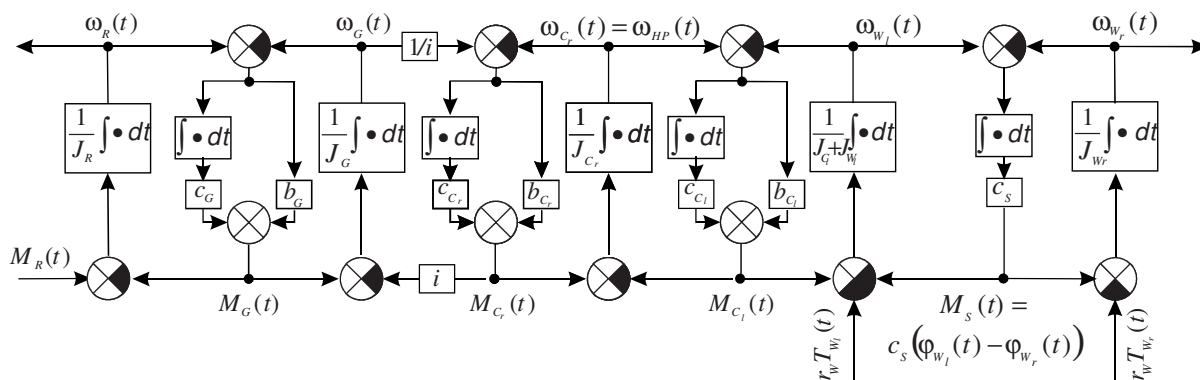 ω_R(t) ω_G(t) 1/i ω_{C_r}(t) = ω_{HP}(t) ω_{W_l}(t) ω_{W_r}(t)
1/J_R ∫•dt ∫•dt 1/J_G ∫•dt ∫•dt 1/J_{C_r} ∫•dt ∫•dt 1/(J_{C_l}+J_{W_l}) ∫•dt ∫•dt 1/J_{Wr} ∫•dt
c_G b_G c_{C_r} b_{C_r} c_{C_l} b_{C_l} c_S
M_R(t) i
M_G(t) M_{C_r}(t) M_{C_l}(t) M_S(t) =
c_S(φ_{W_l}(t) − φ_{W_r}(t))
r_W T_{W_l}(t) r_W T_{W_r}(t)